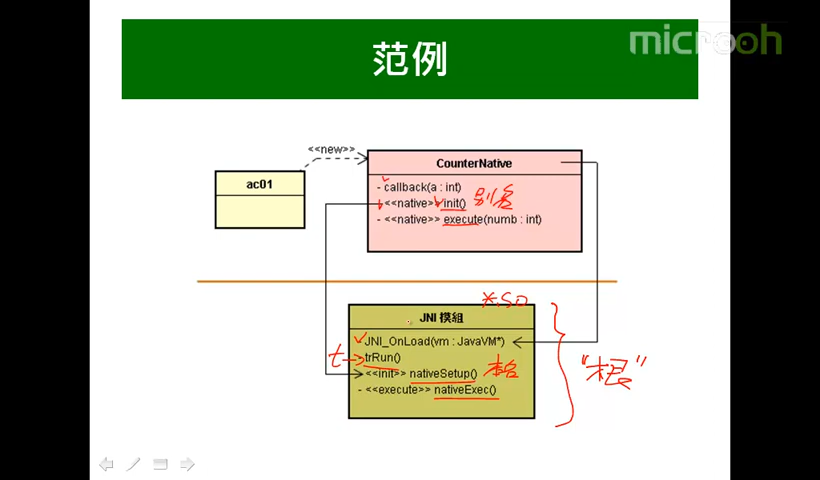 范例
microoh
<<new>>
ac01
CounterNative
- callback(a : int)
- <<native>> init() 别名
- <<native>> execute(numb : int)
*.so
JNI 模組
JNI_OnLoad(vm : JavaVM*)
t trRun()
- <<init>> nativeSetup() 本名
- <<execute>> nativeExec()
"根"